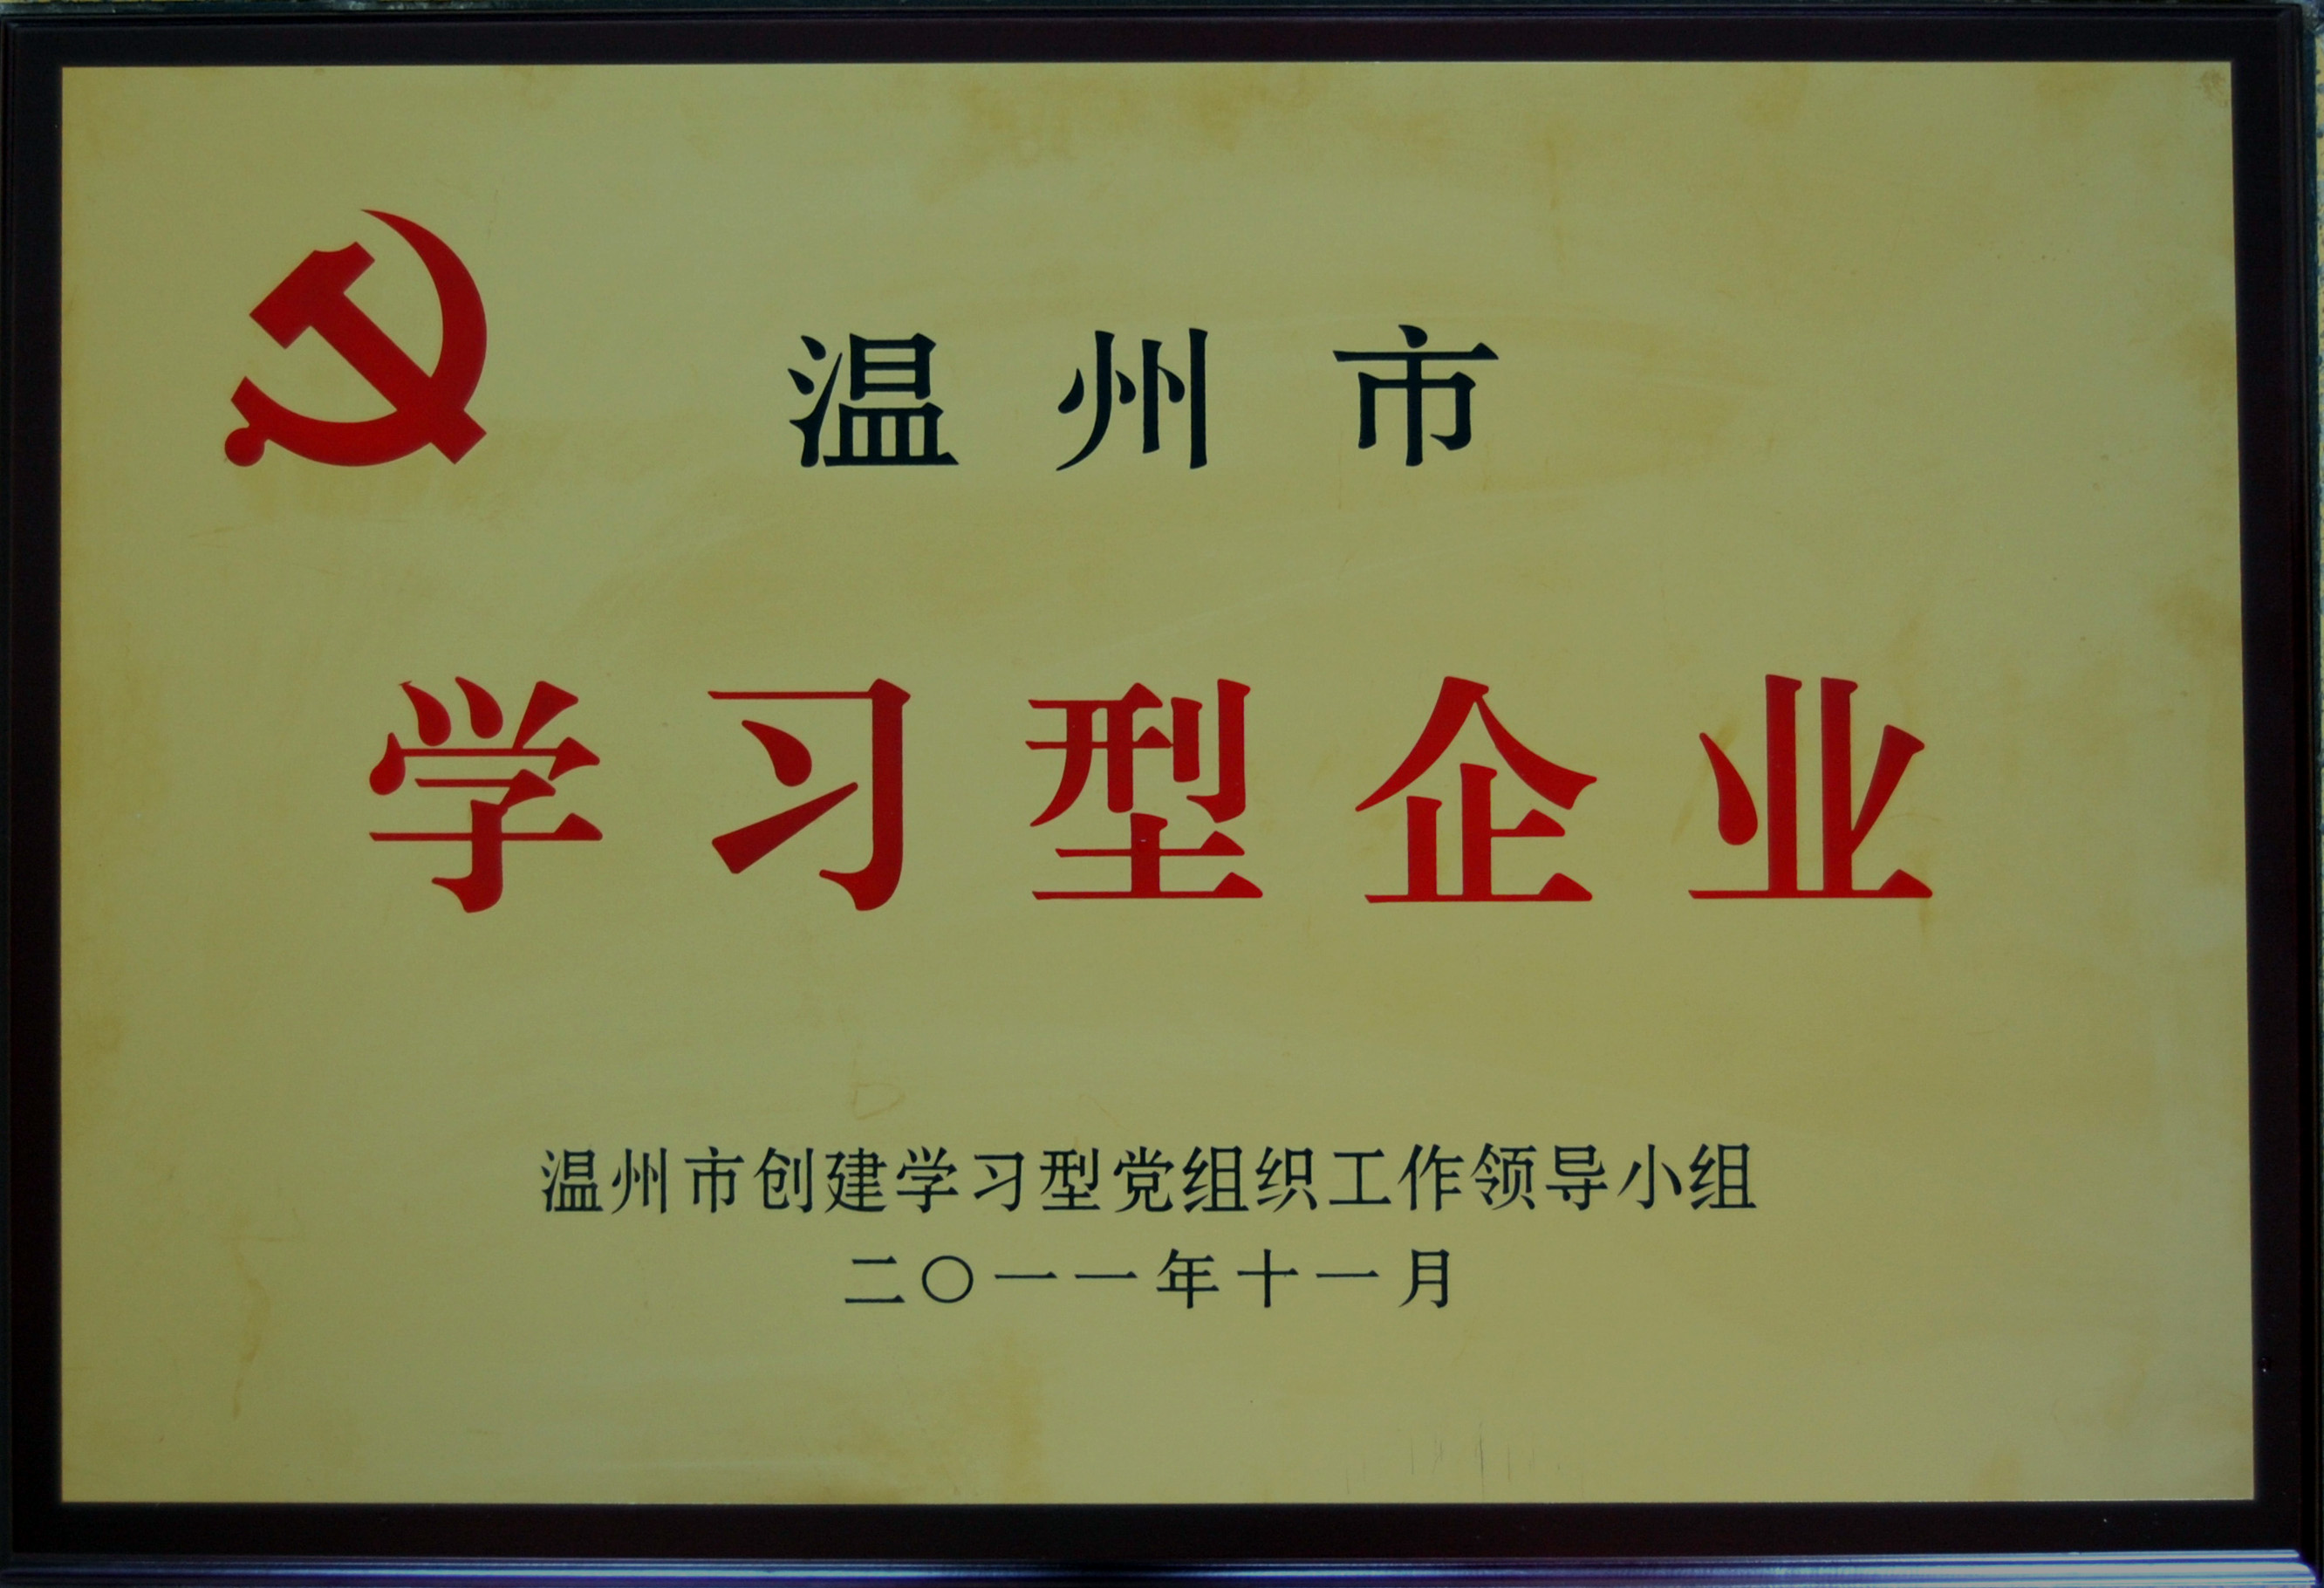 温州市
学习型企业
温州市创建学习型党组织工作领导小组
二〇一一年十一月